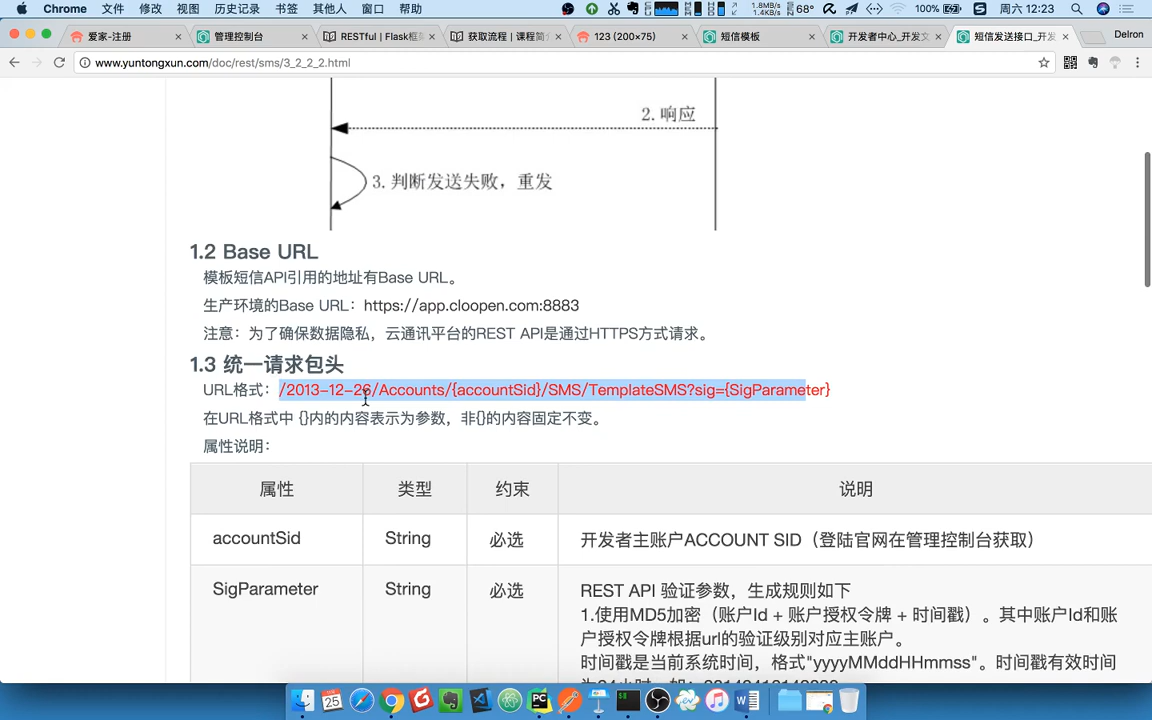 Chrome 文件 修改 视图 历史记录 书签 其他人 窗口 帮助 1.8MB/s 1.4KB/s 68° 100% 周六 12:23
爱家-注册 管理控制台 RESTful | Flask框 获取流程 | 课程简 123 (200×75) 短信模板 开发者中心_开发文 短信发送接口_开发 Delron
www.yuntongxun.com/doc/rest/sms/3_2_2_2.html
2.响应
3.判断发送失败，重发
1.2 Base URL
模板短信API引用的地址有Base URL。
生产环境的Base URL：https://app.cloopen.com:8883
注意：为了确保数据隐私，云通讯平台的REST API是通过HTTPS方式请求。
1.3 统一请求包头
URL格式：/2013-12-26/Accounts/{accountSid}/SMS/TemplateSMS?sig={SigParameter}
在URL格式中 {}内的内容表示为参数，非{}的内容固定不变。
属性说明：
属性 类型 约束 说明
accountSid String 必选 开发者主账户ACCOUNT SID（登陆官网在管理控制台获取）
SigParameter String 必选 REST API 验证参数，生成规则如下
1.使用MD5加密（账户Id + 账户授权令牌 + 时间戳）。其中账户Id和账
户授权令牌根据url的验证级别对应主账户。
时间戳是当前系统时间，格式"yyyyMMddHHmmss"。时间戳有效时间